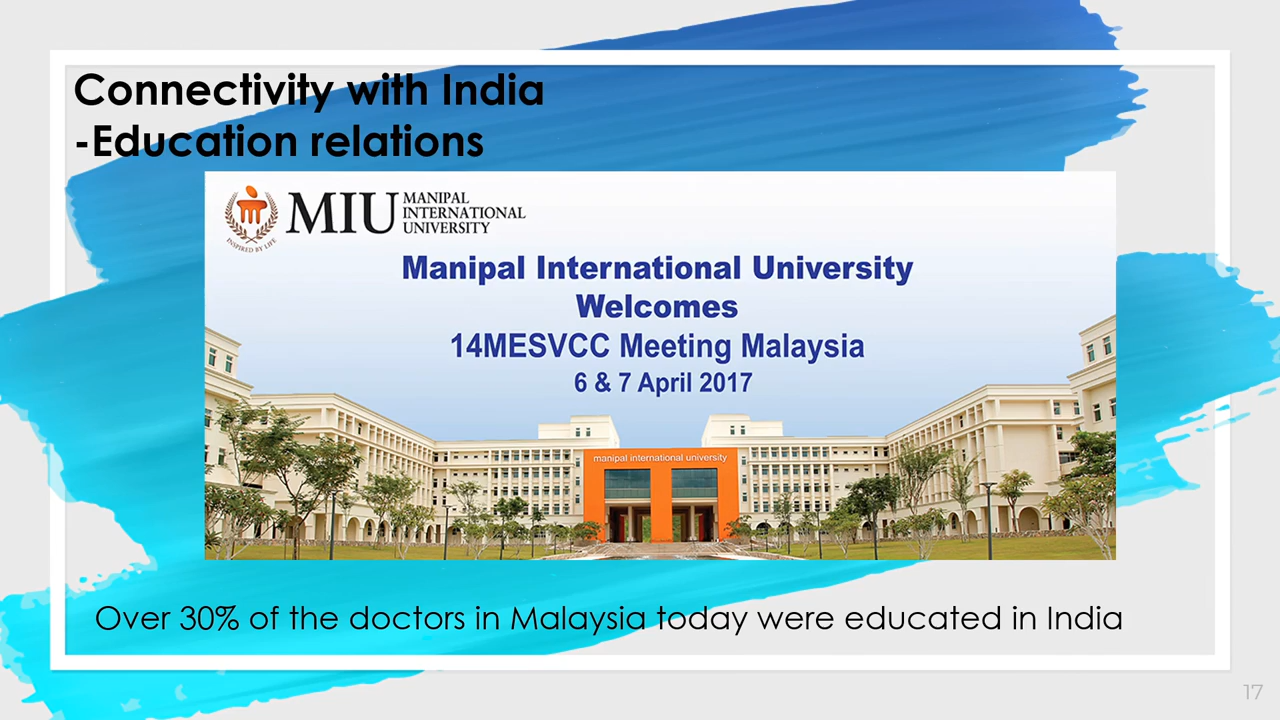 Connectivity with India
-Education relations
MIU MANIPAL
INTERNATIONAL
UNIVERSITY
INSPIRED BY LIFE
Manipal International University
Welcomes
14MESVCC Meeting Malaysia
6 & 7 April 2017
manipal international university
Over 30% of the doctors in Malaysia today were educated in India
17